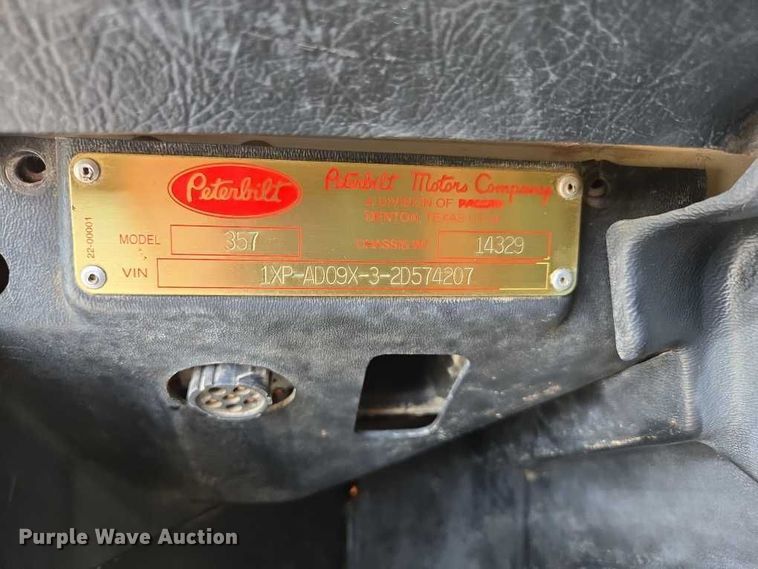 Peterbilt
Peterbilt Motors Company
A DIVISION OF PACCAR
DENTON, TEXAS U.S.A.
MODEL 357
CHASSIS NO 14329
VIN 1XP-AD09X-3-2D574207
22-00001
Purple Wave Auction